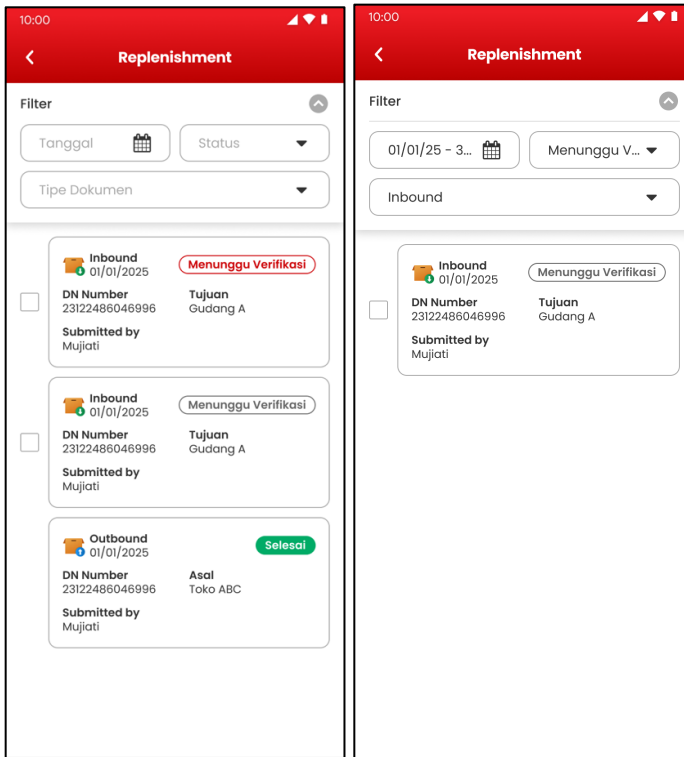 10:00
Replenishment
Filter
Tanggal
Status
Tipe Dokumen
Inbound
01/01/2025
Menunggu Verifikasi
DN Number
Tujuan
23122486046996
Gudang A
Submitted by
Mujiati
Inbound
01/01/2025
Menunggu Verifikasi
DN Number
Tujuan
23122486046996
Gudang A
Submitted by
Mujiati
Outbound
01/01/2025
Selesai
DN Number
Asal
23122486046996
Toko ABC
Submitted by
Mujiati
10:00
Replenishment
Filter
01/01/25 - 3...
Menunggu V...
Inbound
Inbound
01/01/2025
Menunggu Verifikasi
DN Number
Tujuan
23122486046996
Gudang A
Submitted by
Mujiati